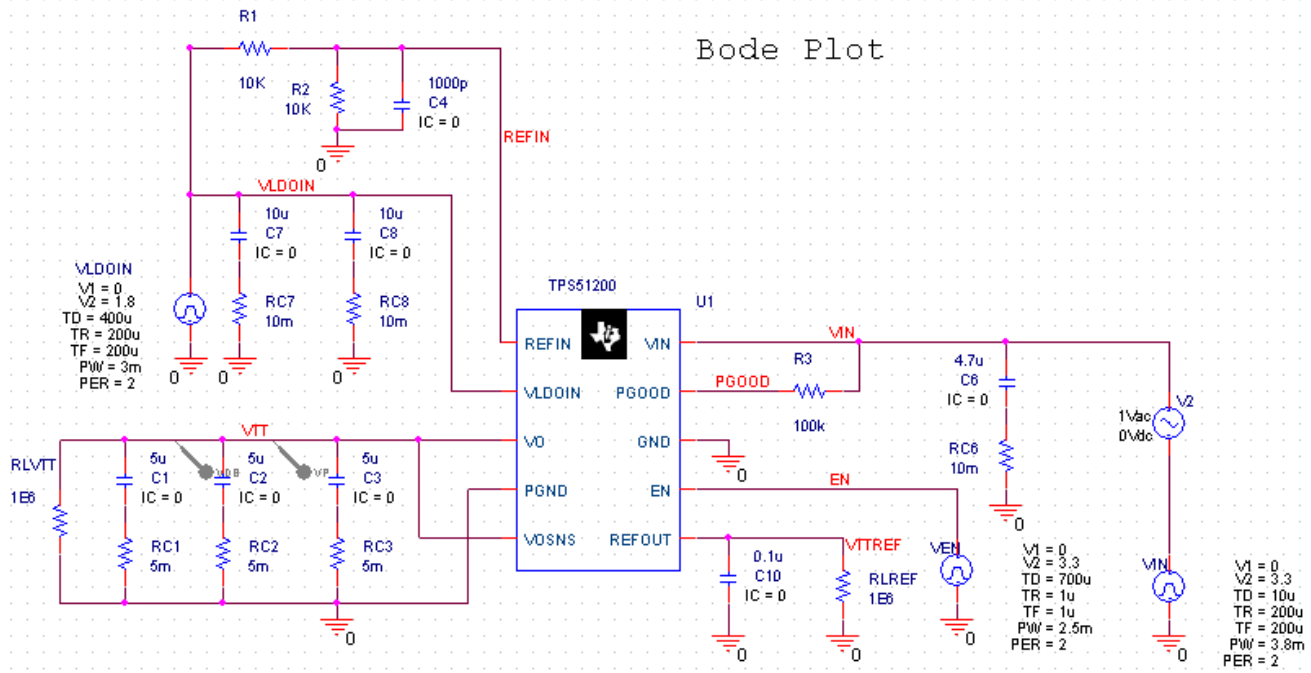 Bode Plot
R1
10K
R2
10K
1000p
C4
IC = 0
0
REFIN
VLDOIN
10u
C7
IC = 0
10u
C8
IC = 0
RC7
10m
RC8
10m
VLDOIN
V1 = 0
V2 = 1.8
TD = 400u
TR = 200u
TF = 200u
PW = 3m
PER = 2
0
0
0
TPS51200
U1
REFIN
VLDOIN
VO
PGND
VOSNS
VIN
PGOOD
GND
EN
REFOUT
VIN
R3
PGOOD
100k
0
4.7u
C6
IC = 0
RC6
10m
0
V2
1Vac
0Vdc
VTT
RLVTT
1E6
5u
C1
IC = 0
5u
C2
IC = 0
5u
C3
IC = 0
VDB
VP
RC1
5m
RC2
5m
RC3
5m
0
EN
VTTREF
0.1u
C10
IC = 0
0
RLREF
1E6
0
VEN
V1 = 0
V2 = 3.3
TD = 700u
TR = 1u
TF = 1u
PW = 2.5m
PER = 2
0
VIN
V1 = 0
V2 = 3.3
TD = 10u
TR = 200u
TF = 200u
PW = 3.8m
PER = 2
0